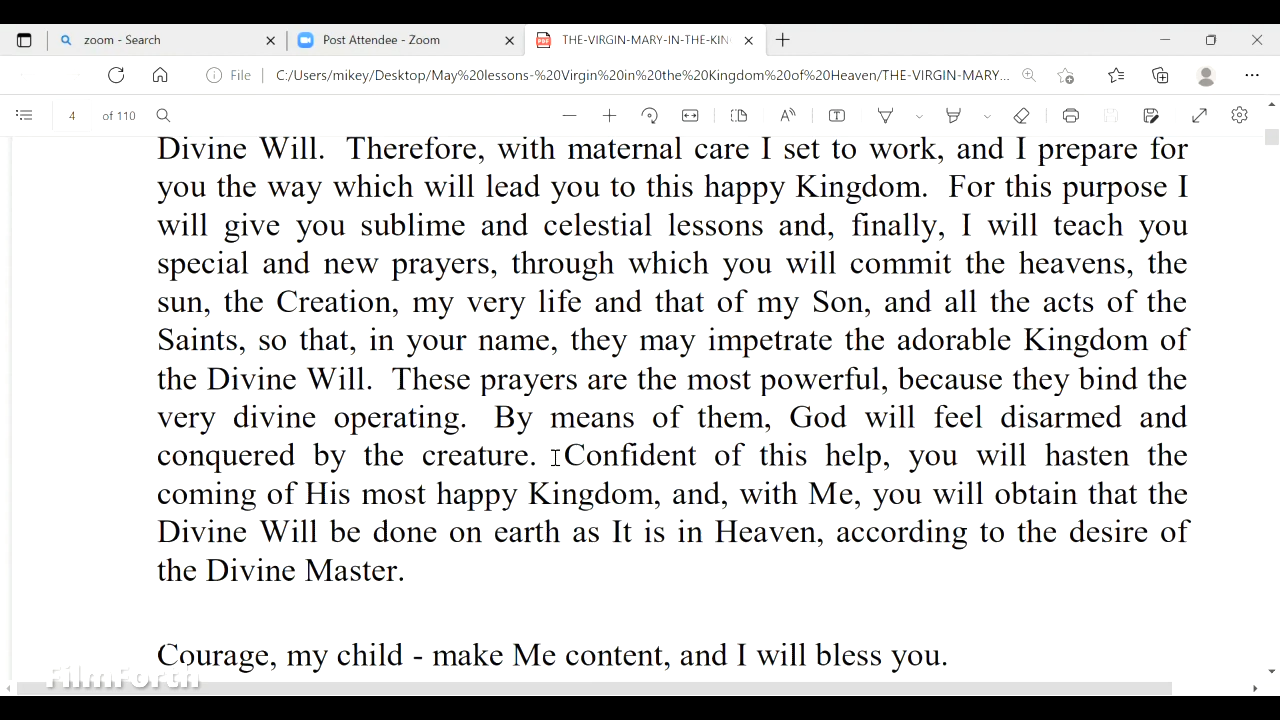 zoom - Search
Post Attendee - Zoom
THE-VIRGIN-MARY-IN-THE-KIN
File
C:/Users/mikey/Desktop/May%20lessons-%20Virgin%20in%20the%20Kingdom%20of%20Heaven/THE-VIRGIN-MARY...
4 of 110
Divine Will. Therefore, with maternal care I set to work, and I prepare for
you the way which will lead you to this happy Kingdom. For this purpose I
will give you sublime and celestial lessons and, finally, I will teach you
special and new prayers, through which you will commit the heavens, the
sun, the Creation, my very life and that of my Son, and all the acts of the
Saints, so that, in your name, they may impetrate the adorable Kingdom of
the Divine Will. These prayers are the most powerful, because they bind the
very divine operating. By means of them, God will feel disarmed and
conquered by the creature. Confident of this help, you will hasten the
coming of His most happy Kingdom, and, with Me, you will obtain that the
Divine Will be done on earth as It is in Heaven, according to the desire of
the Divine Master.
Courage, my child - make Me content, and I will bless you.
FilmForth